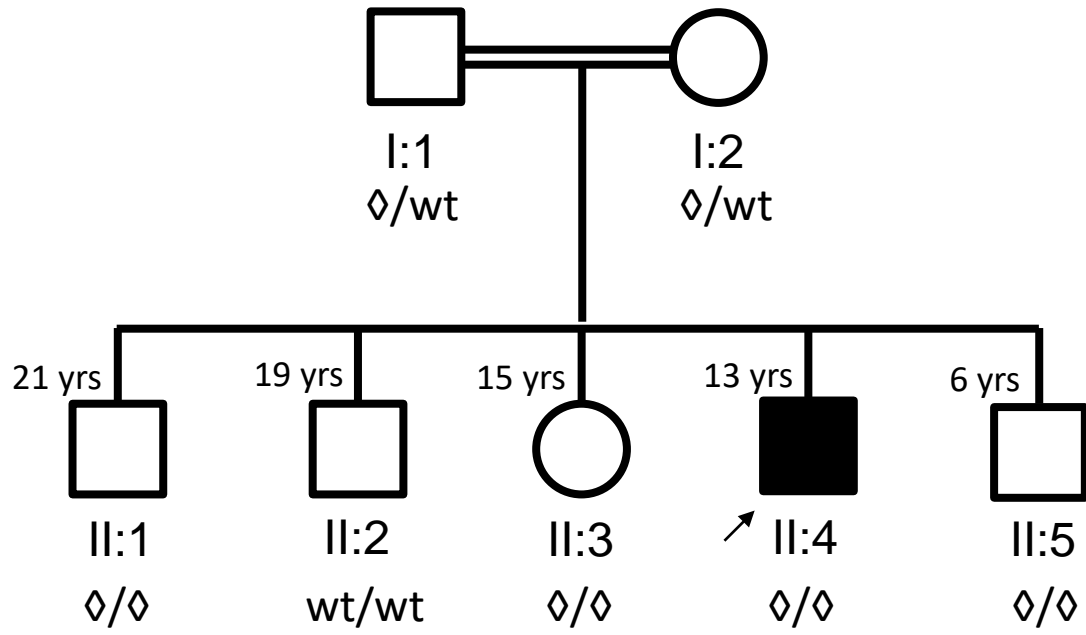 I:1 I:2
◊/wt ◊/wt
21 yrs 19 yrs 15 yrs 13 yrs 6 yrs
II:1 II:2 II:3 II:4 II:5
◊/◊ wt/wt ◊/◊ ◊/◊ ◊/◊